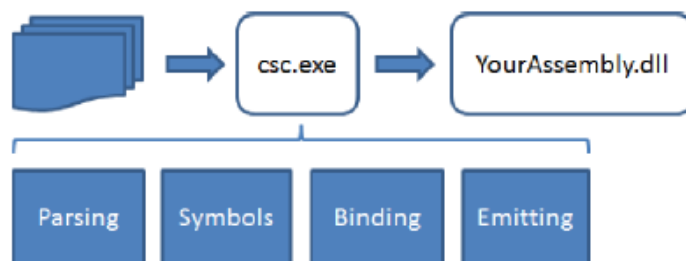 csc.exe
YourAssembly.dll
Parsing
Symbols
Binding
Emitting